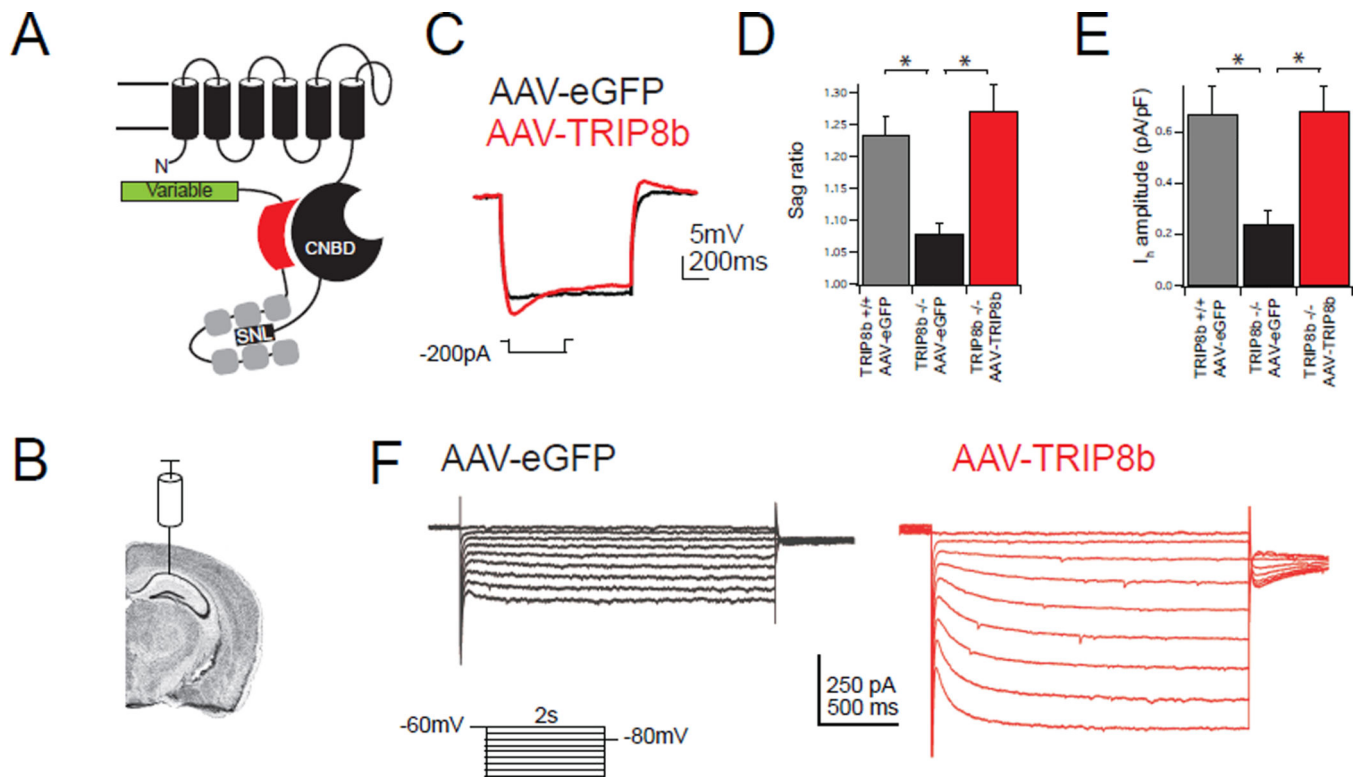 A
N
Variable
CNBD
SNL
B
C
AAV-eGFP
AAV-TRIP8b
5mV
200ms
-200pA
D
* *
Sag ratio
1.30
1.25
1.20
1.15
1.10
1.05
1.00
TRIP8b +/+
AAV-eGFP
TRIP8b -/-
AAV-eGFP
TRIP8b -/-
AAV-TRIP8b
E
* *
Ih amplitude (pA/pF)
0.6
0.4
0.2
0.0
TRIP8b +/+
AAV-eGFP
TRIP8b -/-
AAV-eGFP
TRIP8b -/-
AAV-TRIP8b
F
AAV-eGFP
AAV-TRIP8b
-60mV
2s
-80mV
250 pA
500 ms